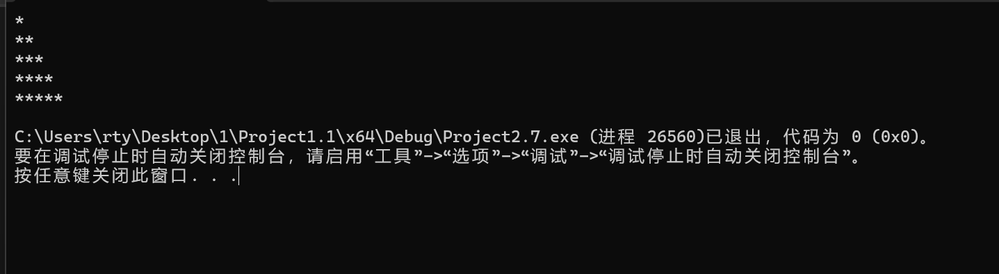 *
**
***
****
*****
C:\Users\rty\Desktop\1\Project1.1\x64\Debug\Project2.7.exe (进程 26560)已退出，代码为 0 (0x0)。
要在调试停止时自动关闭控制台，请启用“工具”->“选项”->“调试”->“调试停止时自动关闭控制台”。
按任意键关闭此窗口. . .